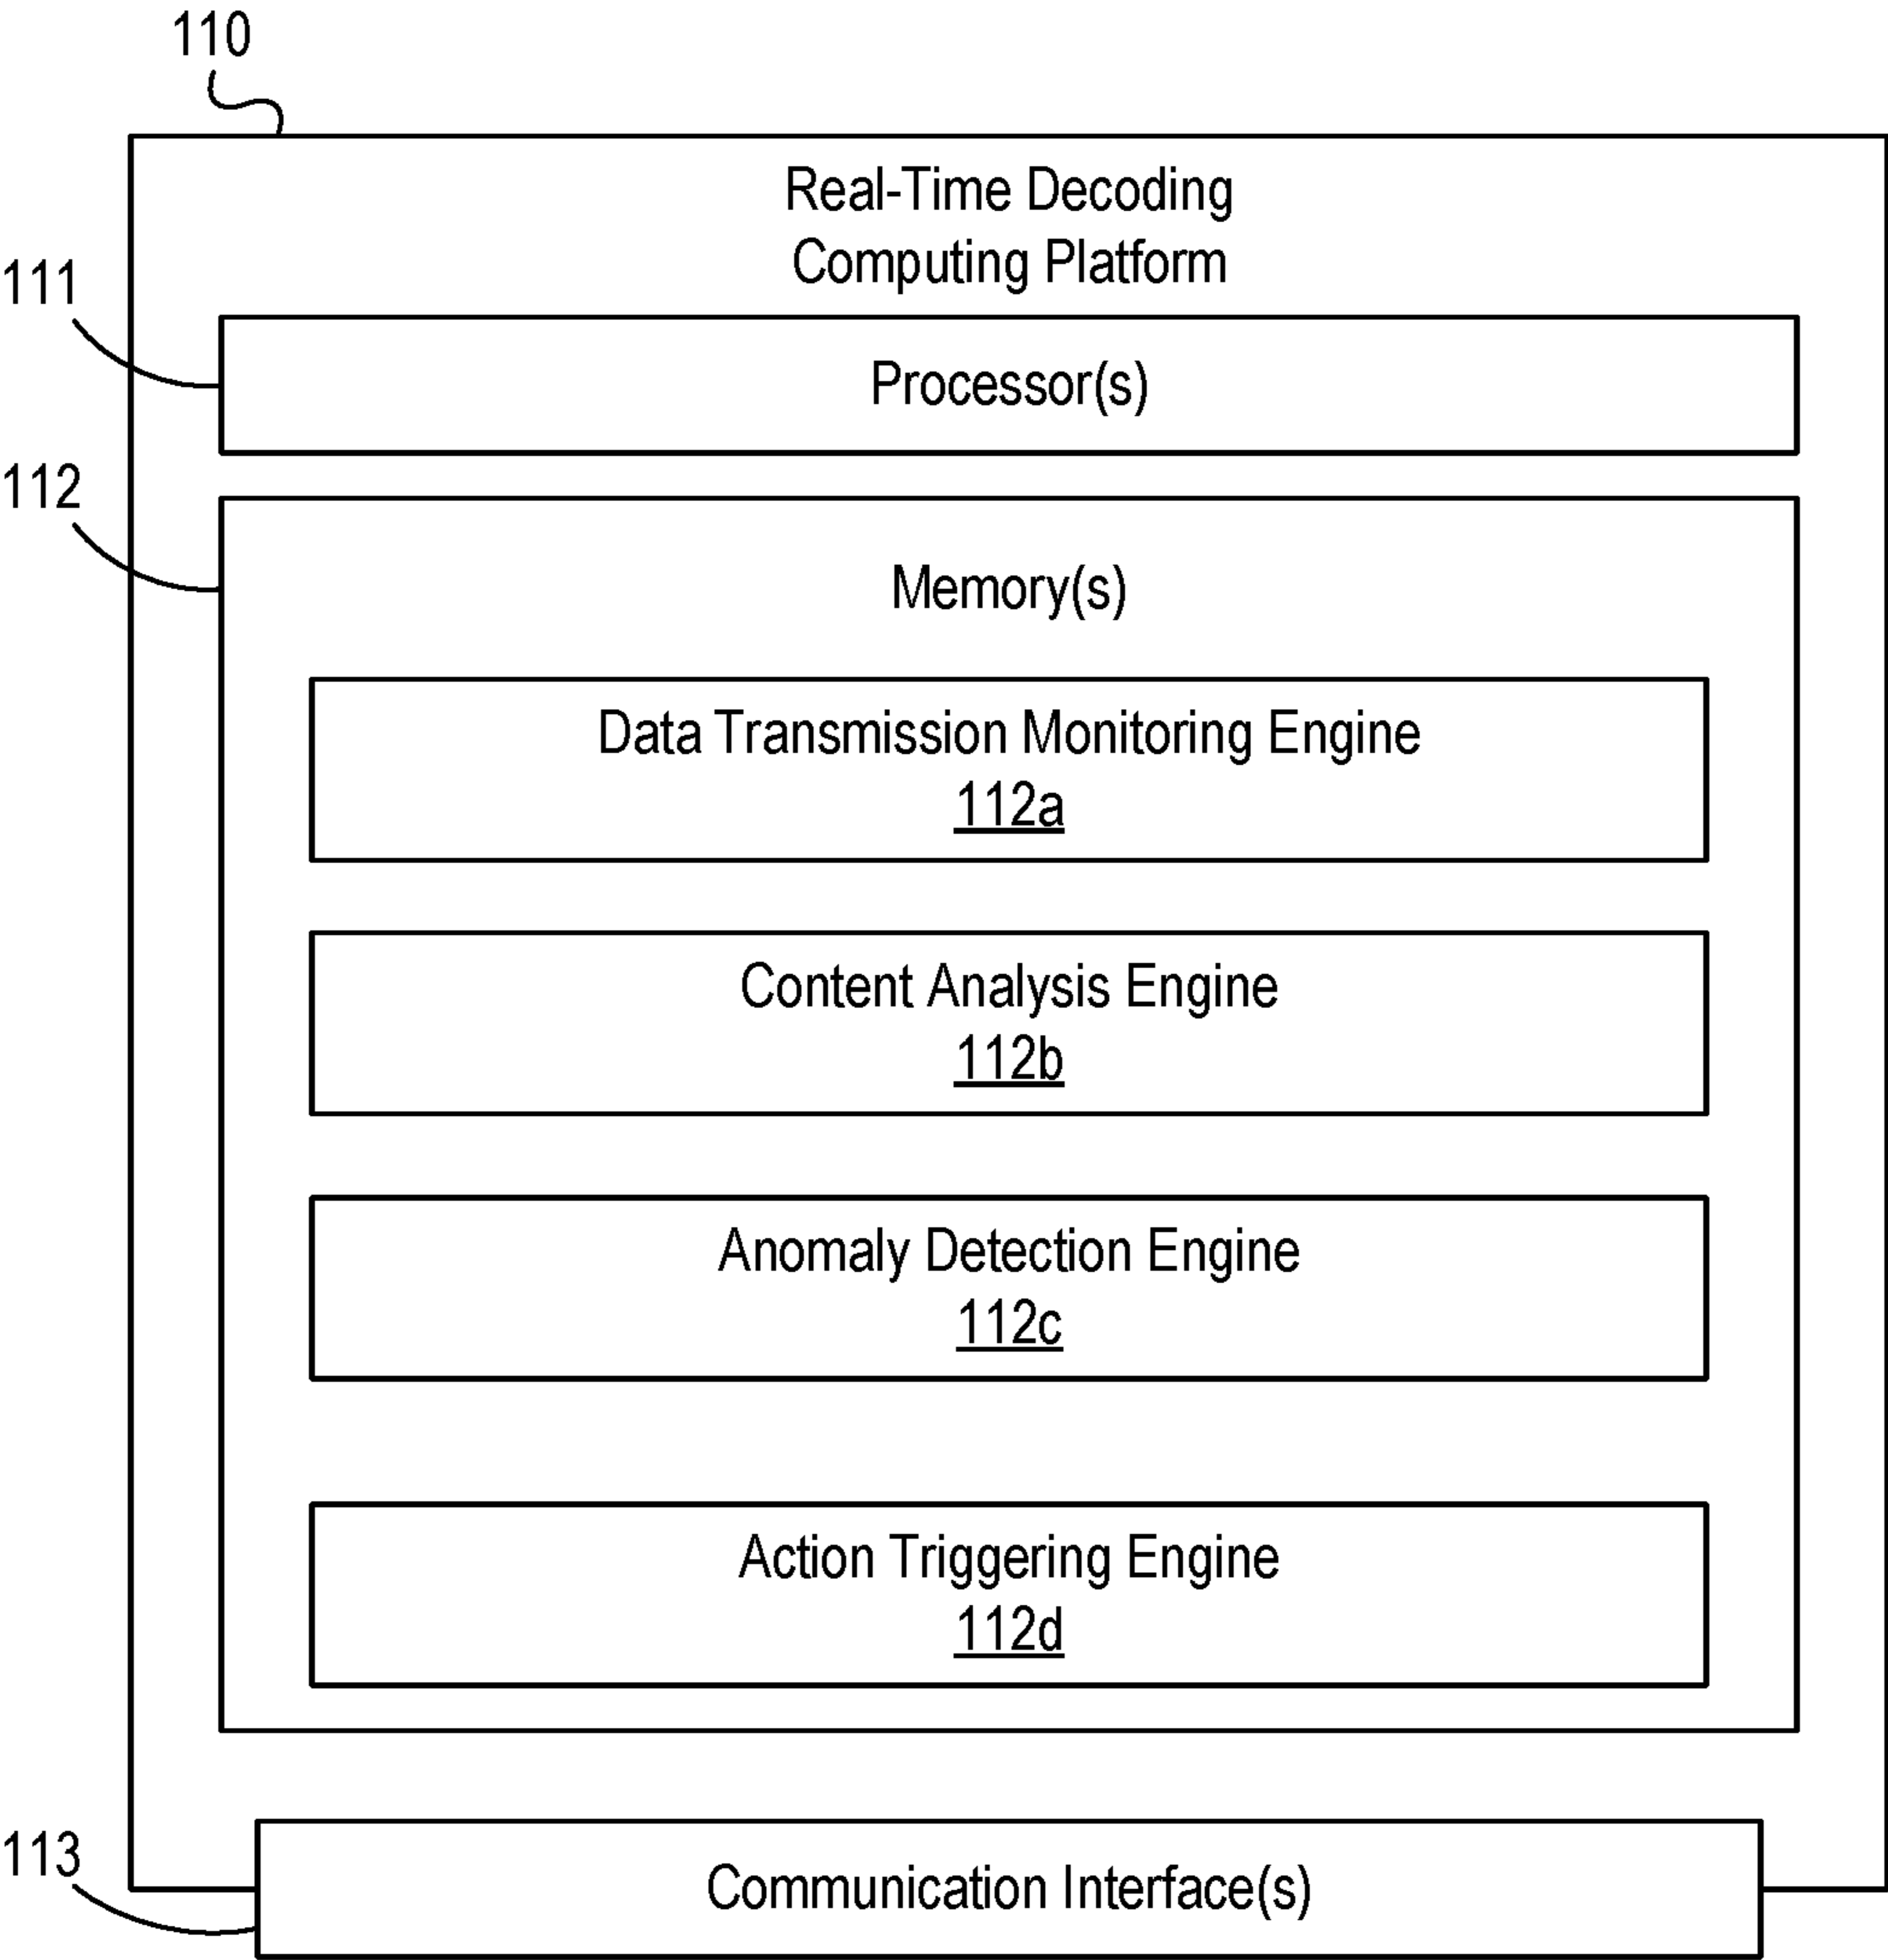 110
Real-Time Decoding
Computing Platform
111
Processor(s)
112
Memory(s)
Data Transmission Monitoring Engine
112a
Content Analysis Engine
112b
Anomaly Detection Engine
112c
Action Triggering Engine
112d
113
Communication Interface(s)